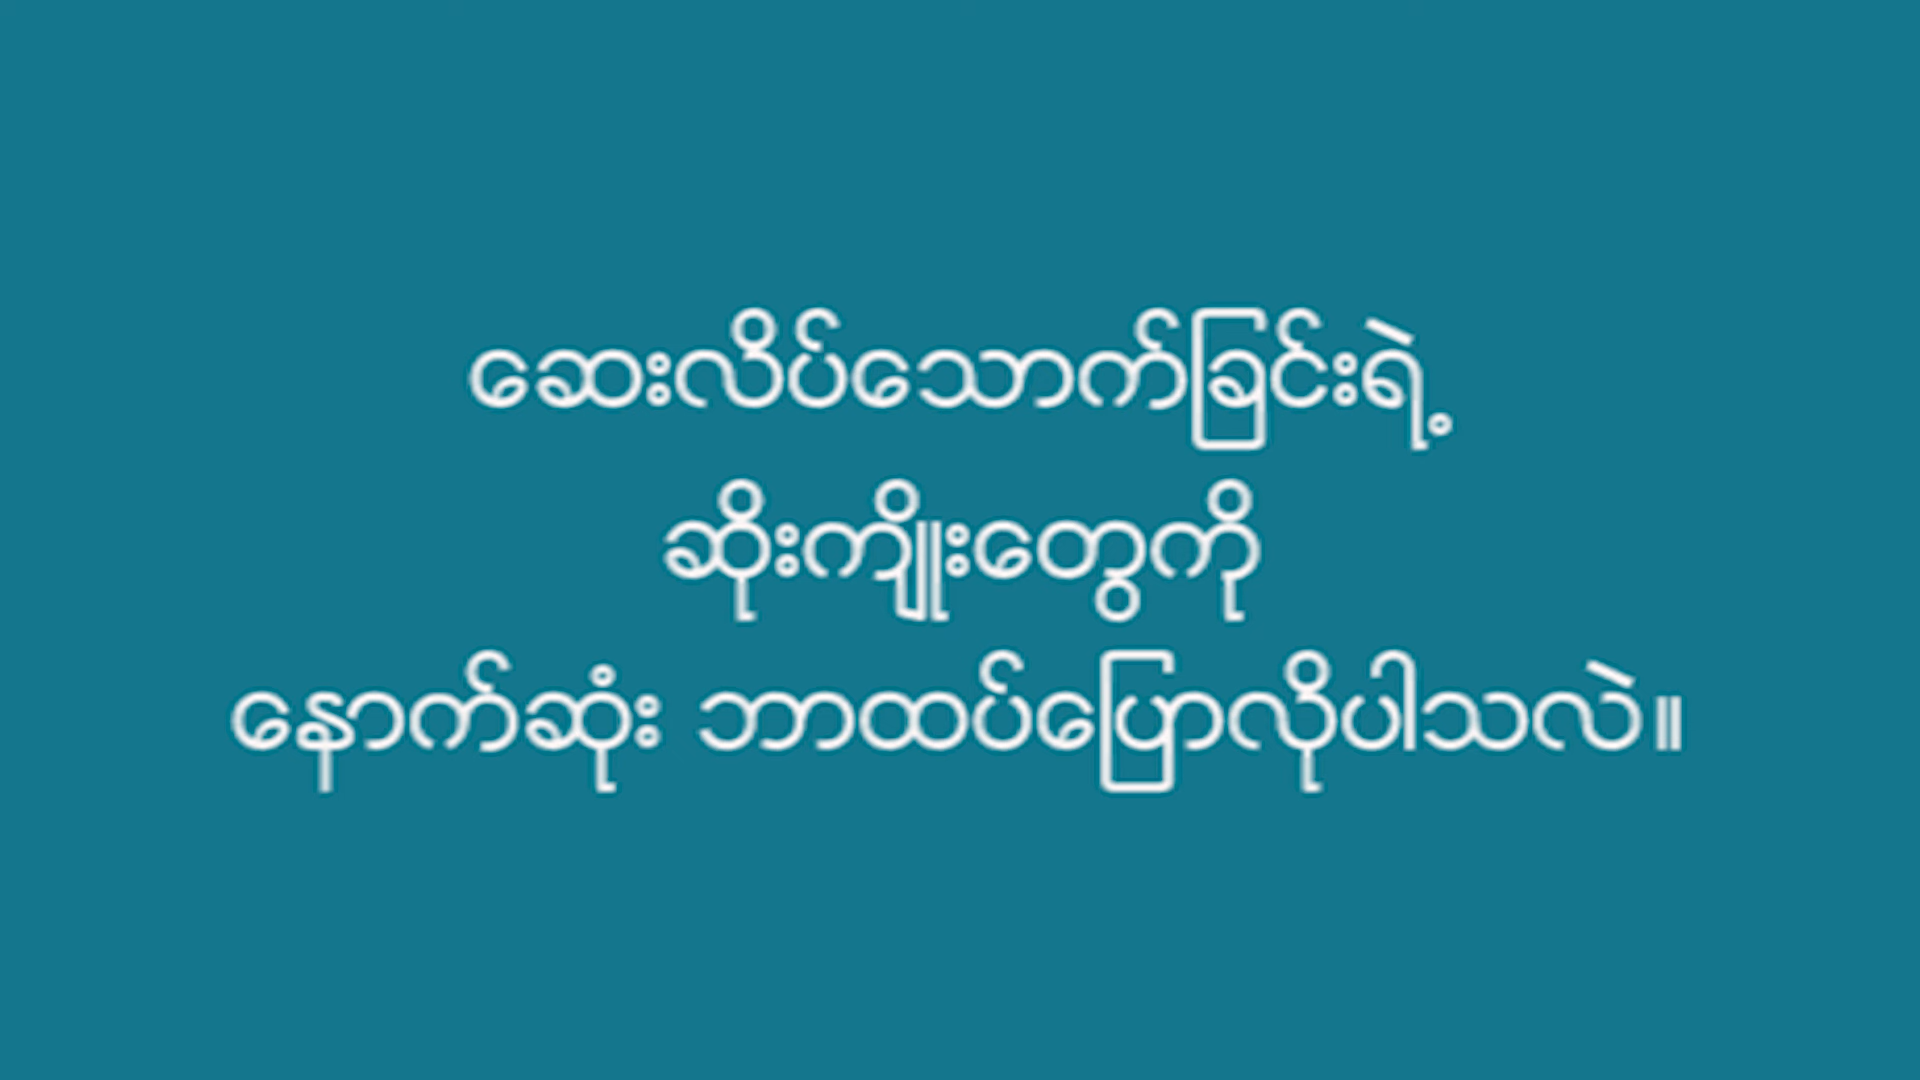 ဆေးလိပ်သောက်ခြင်းရဲ့
ဆိုးကျိုးတွေကို
နောက်ဆုံး ဘာထပ်ပြောလိုပါသလဲ။